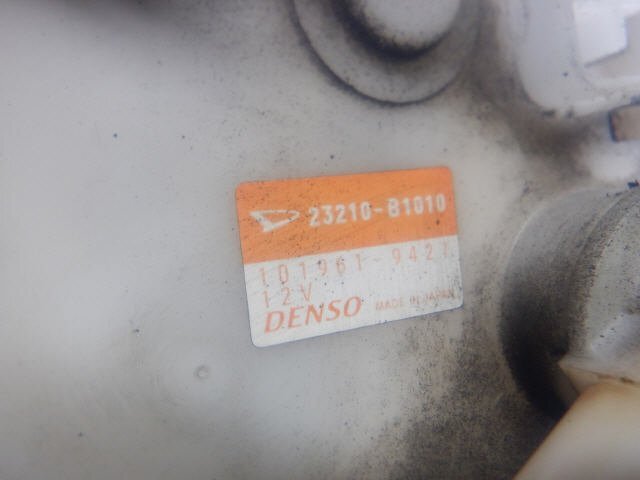 23210-B1010
101961-9421
12V
DENSO MADE IN JAPAN